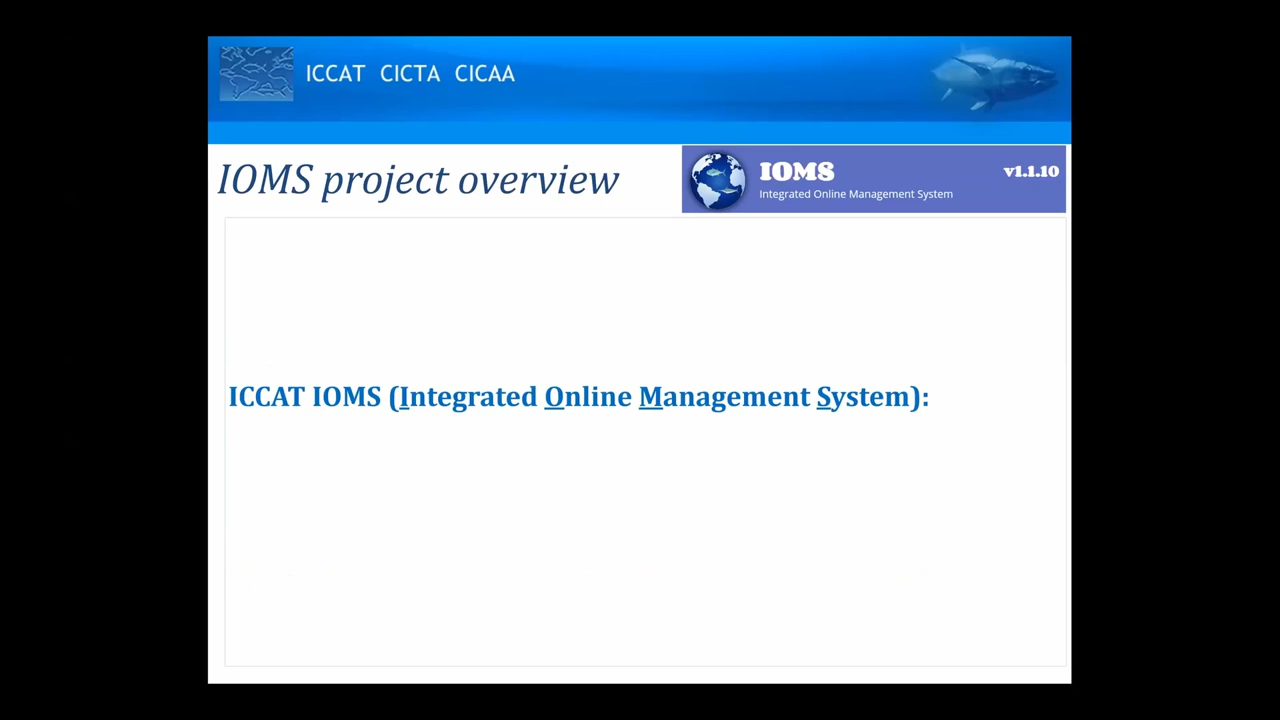 ICCAT CICTA CICAA
IOMS project overview
IOMS
v1.1.10
Integrated Online Management System
ICCAT IOMS (Integrated Online Management System):